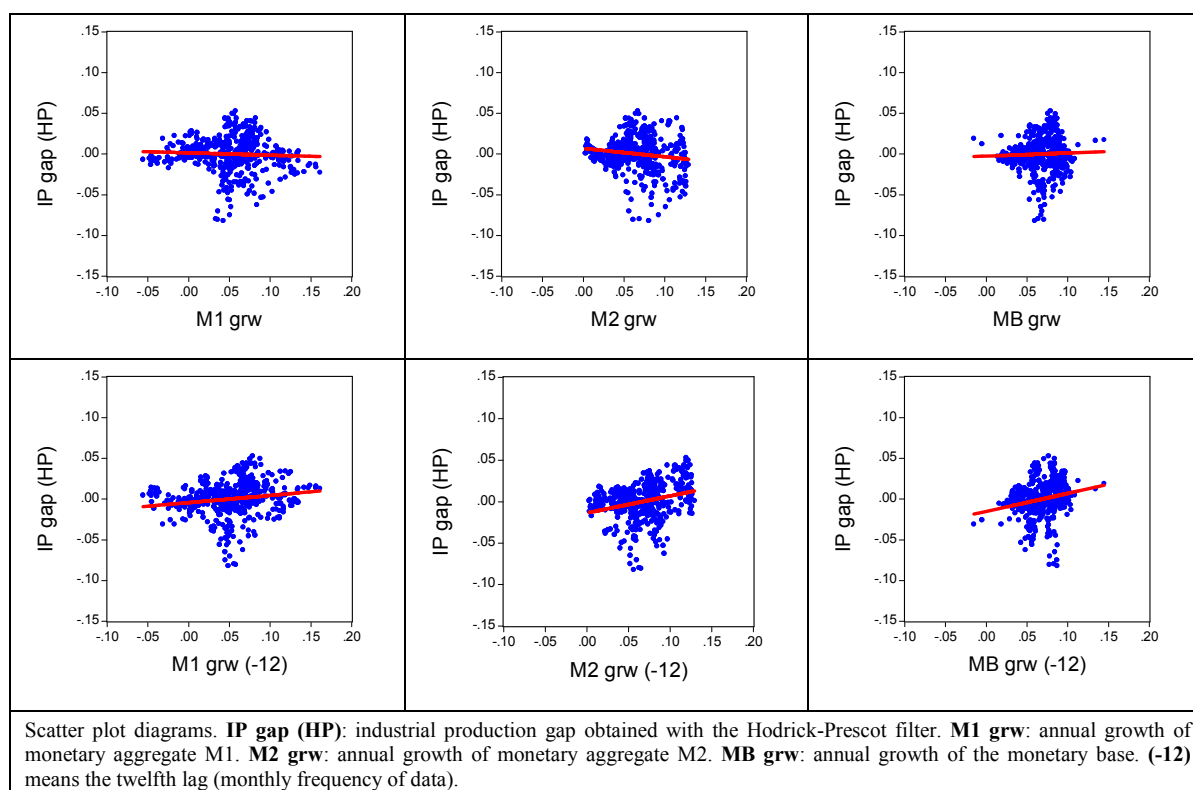 .15
.10
.05
.00
-.05
-.10
-.15
IP gap (HP)
-.10 -.05 .00 .05 .10 .15 .20
M1 grw
.15
.10
.05
.00
-.05
-.10
-.15
IP gap (HP)
-.10 -.05 .00 .05 .10 .15 .20
M2 grw
.15
.10
.05
.00
-.05
-.10
-.15
IP gap (HP)
-.10 -.05 .00 .05 .10 .15 .20
MB grw
.15
.10
.05
.00
-.05
-.10
-.15
IP gap (HP)
-.10 -.05 .00 .05 .10 .15 .20
M1 grw (-12)
.15
.10
.05
.00
-.05
-.10
-.15
IP gap (HP)
-.10 -.05 .00 .05 .10 .15 .20
M2 grw (-12)
.15
.10
.05
.00
-.05
-.10
-.15
IP gap (HP)
-.10 -.05 .00 .05 .10 .15 .20
MB grw (-12)
Scatter plot diagrams. IP gap (HP): industrial production gap obtained with the Hodrick-Prescot filter. M1 grw: annual growth of
monetary aggregate M1. M2 grw: annual growth of monetary aggregate M2. MB grw: annual growth of the monetary base. (-12)
means the twelfth lag (monthly frequency of data).